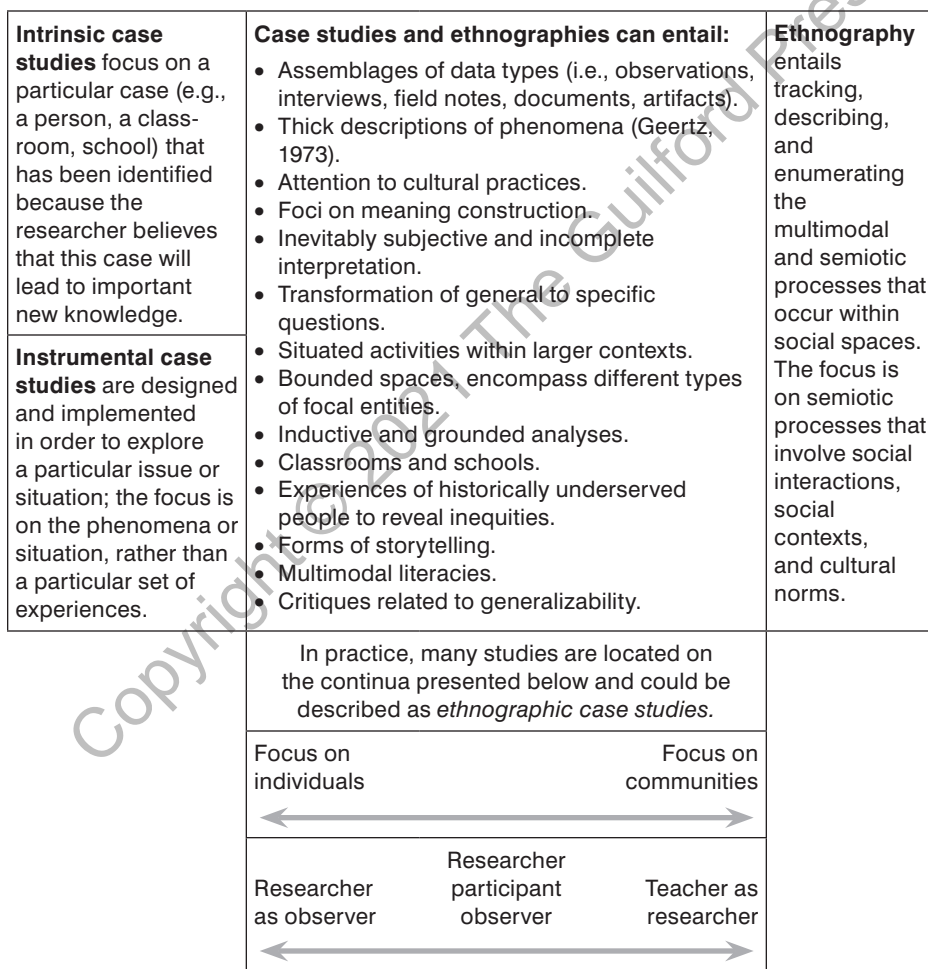 Intrinsic case
studies focus on a
particular case (e.g.,
a person, a class-
room, school) that
has been identified
because the
researcher believes
that this case will
lead to important
new knowledge.
Instrumental case
studies are designed
and implemented
in order to explore
a particular issue or
situation; the focus is
on the phenomena or
situation, rather than
a particular set of
experiences.
Case studies and ethnographies can entail:
• Assemblages of data types (i.e., observations,
interviews, field notes, documents, artifacts).
• Thick descriptions of phenomena (Geertz,
1973).
• Attention to cultural practices.
• Foci on meaning construction.
• Inevitably subjective and incomplete
interpretation.
• Transformation of general to specific
questions.
• Situated activities within larger contexts.
• Bounded spaces, encompass different types
of focal entities.
• Inductive and grounded analyses.
• Classrooms and schools.
• Experiences of historically underserved
people to reveal inequities.
• Forms of storytelling.
• Multimodal literacies.
• Critiques related to generalizability.
Ethnography
entails
tracking,
describing,
and
enumerating
the
multimodal
and semiotic
processes that
occur within
social spaces.
The focus is
on semiotic
processes that
involve social
interactions,
social
contexts,
and cultural
norms.
In practice, many studies are located on
the continua presented below and could be
described as ethnographic case studies.
Focus on
individuals
Focus on
communities
Researcher
as observer
Researcher
participant
observer
Teacher as
researcher
Copyright © 2021 The Guilford